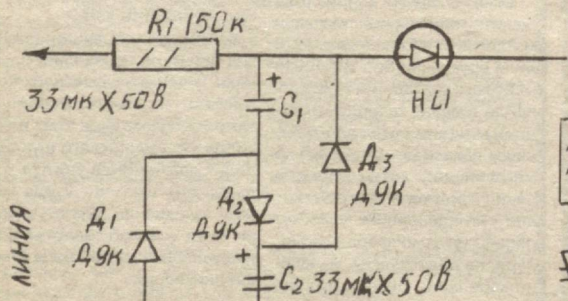 R1 150к
33мк X 50В
+
C1
HL1
Д3
Д9К
Д1
Д9К
Д2
Д9К
+
C2 33мк X 50В
ЛИНИЯ